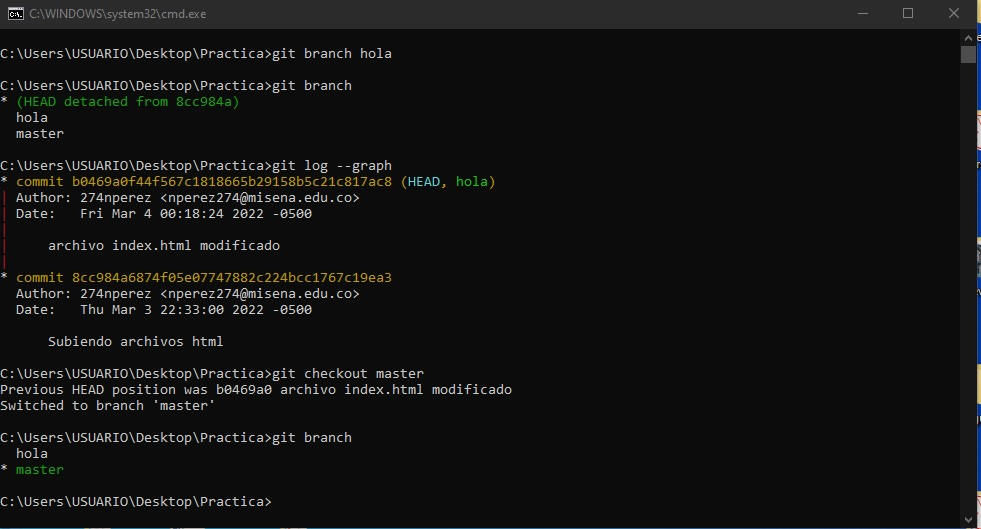 C:\WINDOWS\system32\cmd.exe
C:\Users\USUARIO\Desktop\Practica>git branch hola
C:\Users\USUARIO\Desktop\Practica>git branch
* (HEAD detached from 8cc984a)
  hola
  master
C:\Users\USUARIO\Desktop\Practica>git log --graph
* commit b0469a0f44f567c1818665b29158b5c21c817ac8 (HEAD, hola)
| Author: 274nperez <nperez274@misena.edu.co>
| Date:   Fri Mar 4 00:18:24 2022 -0500
|
|     archivo index.html modificado
|
* commit 8cc984a6874f05e07747882c224bcc1767c19ea3
  Author: 274nperez <nperez274@misena.edu.co>
  Date:   Thu Mar 3 22:33:00 2022 -0500
      Subiendo archivos html
C:\Users\USUARIO\Desktop\Practica>git checkout master
Previous HEAD position was b0469a0 archivo index.html modificado
Switched to branch 'master'
C:\Users\USUARIO\Desktop\Practica>git branch
  hola
* master
C:\Users\USUARIO\Desktop\Practica>